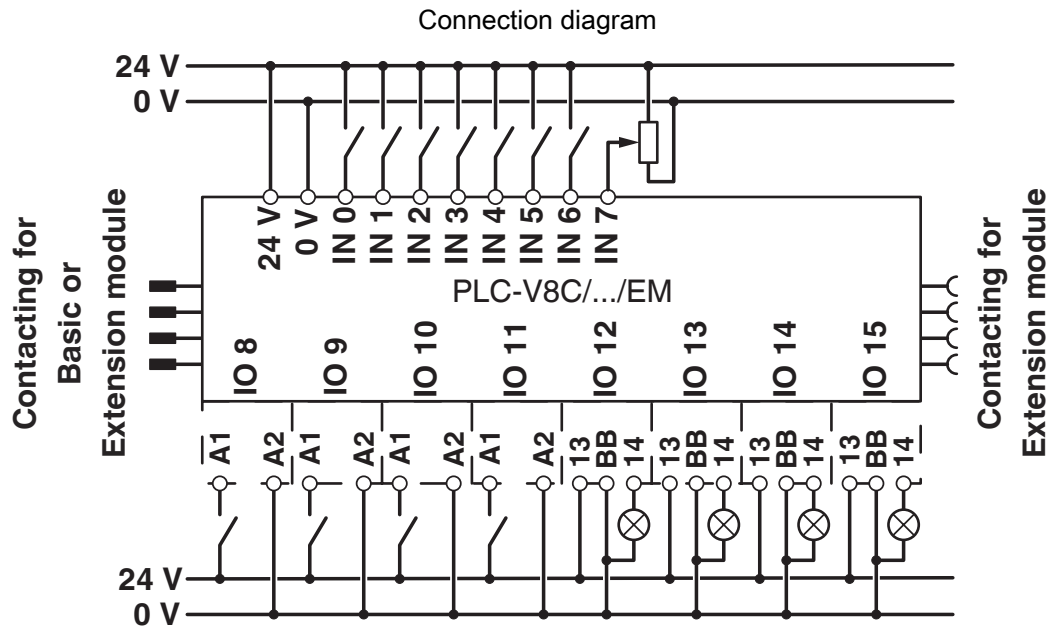 Connection diagram
24 V
0 V
Contacting for
Basic or
Extension module
24 V
0 V
IN 0
IN 1
IN 2
IN 3
IN 4
IN 5
IN 6
IN 7
PLC-V8C/.../EM
IO 8
IO 9
IO 10
IO 11
IO 12
IO 13
IO 14
IO 15
Contacting for
Extension module
A1
A2
A1
A2
A1
A2
A1
A2
13
BB
14
13
BB
14
13
BB
14
13
BB
14
24 V
0 V